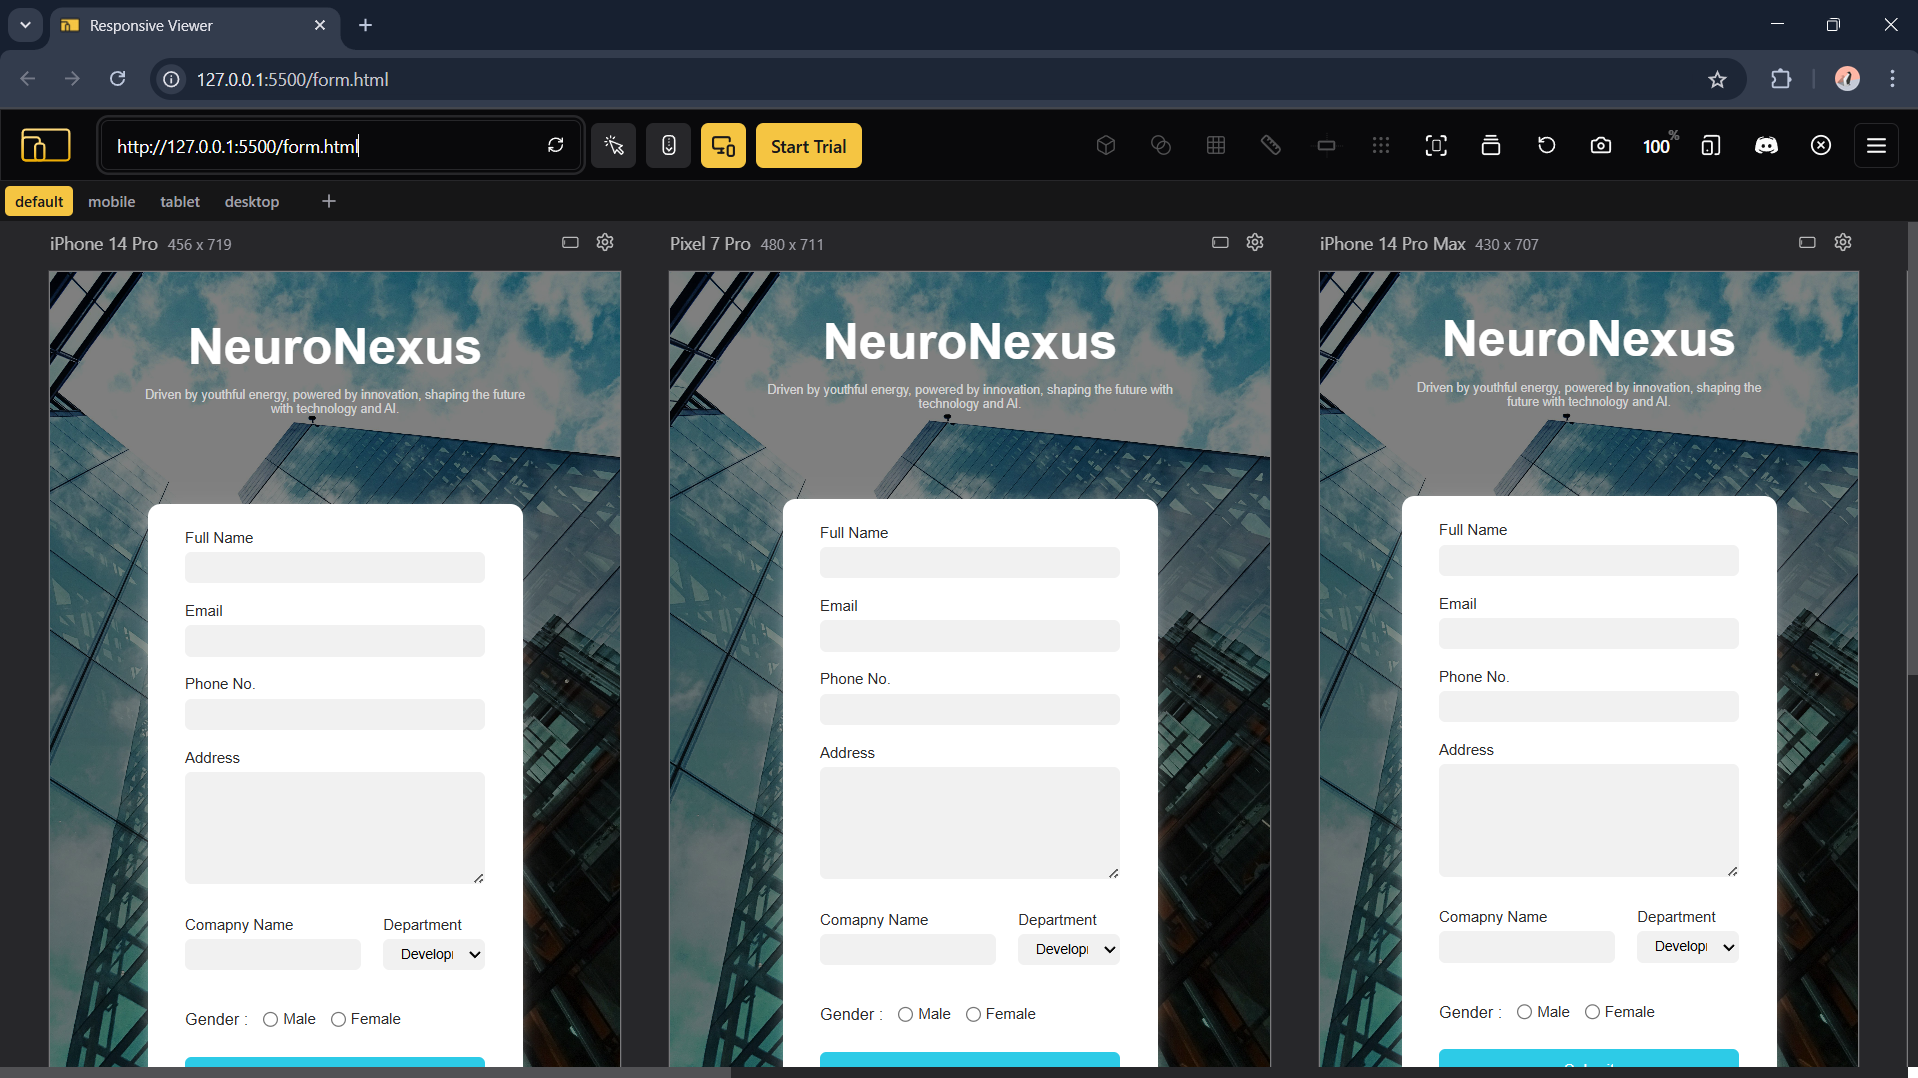 Responsive Viewer
127.0.0.1:5500/form.html
http://127.0.0.1:5500/form.html
Start Trial
100%
default mobile tablet desktop
iPhone 14 Pro 456 x 719
NeuroNexus
Driven by youthful energy, powered by innovation, shaping the future
with technology and AI.
Full Name
Email
Phone No.
Address
Comapny Name Department
Developı
Gender : Male Female
Pixel 7 Pro 480 x 711
NeuroNexus
Driven by youthful energy, powered by innovation, shaping the future with
technology and AI.
Full Name
Email
Phone No.
Address
Comapny Name Department
Developı
Gender : Male Female
iPhone 14 Pro Max 430 x 707
NeuroNexus
Driven by youthful energy, powered by innovation, shaping the
future with technology and AI.
Full Name
Email
Phone No.
Address
Comapny Name Department
Developı
Gender : Male Female